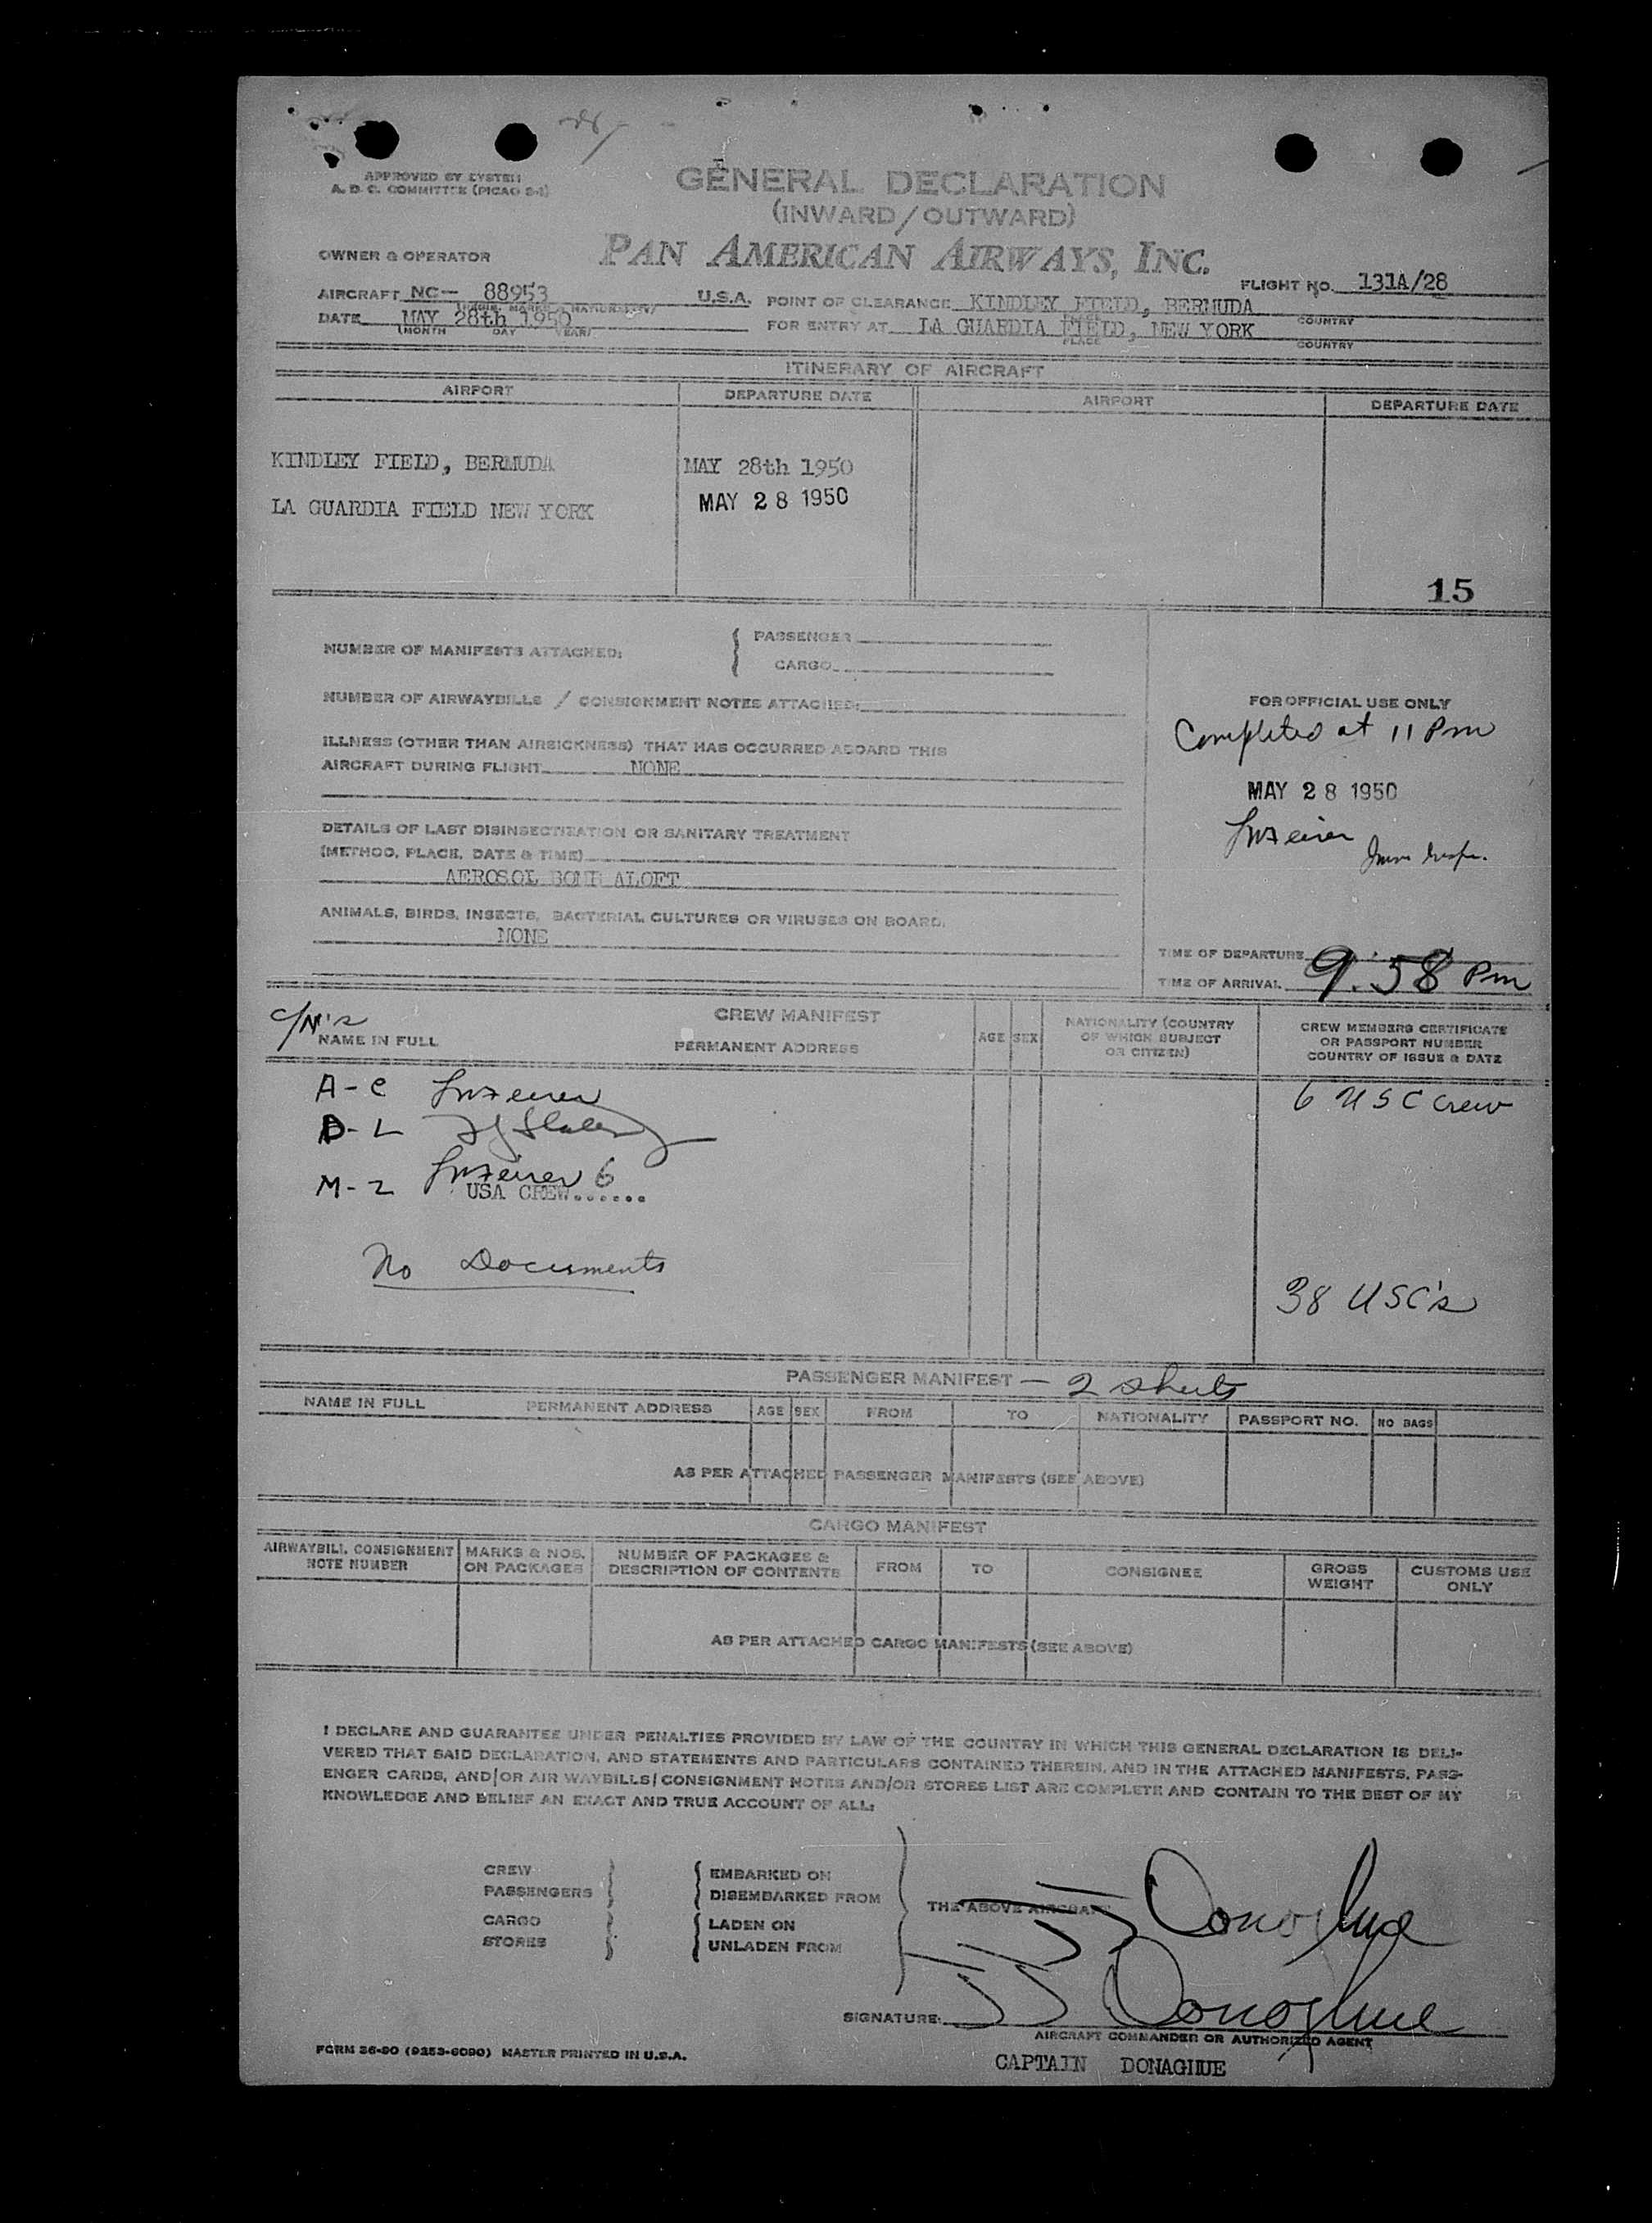 APPROVED BY SYSTEM
A. D. C. COMMITTEE (PICAO 2-1)
GENERAL DECLARATION
(INWARD/OUTWARD)
OWNER & OPERATOR
PAN AMERICAN AIRWAYS, INC.
FLIGHT NO. 131A/28
AIRCRAFT NC- 88953 U.S.A. POINT OF CLEARANCE KINDLEY FIELD, BERMUDA
COUNTRY
DATE MAY 28th 1950 FOR ENTRY AT LA GUARDIA FIELD, NEW YORK
(MONTH DAY YEAR) PLACE COUNTRY
ITINERARY OF AIRCRAFT
AIRPORT DEPARTURE DATE AIRPORT DEPARTURE DATE
KINDLEY FIELD, BERMUDA MAY 28th 1950
LA GUARDIA FIELD NEW YORK MAY 28 1950
15
NUMBER OF MANIFESTS ATTACHED: PASSENGER
CARGO
NUMBER OF AIRWAYBILLS / CONSIGNMENT NOTES ATTACHED:
FOR OFFICIAL USE ONLY
Completed at 11 Pm
ILLNESS (OTHER THAN AIRSICKNESS) THAT HAS OCCURRED ABOARD THIS
AIRCRAFT DURING FLIGHT NONE
MAY 28 1950
DETAILS OF LAST DISINSECTIZATION OR SANITARY TREATMENT
(METHOD, PLACE, DATE & TIME)
AEROSOL BOMB ALOFT
ANIMALS, BIRDS, INSECTS, BACTERIAL CULTURES OR VIRUSES ON BOARD.
NONE
TIME OF DEPARTURE
TIME OF ARRIVAL 9:58 Pm
C/N's
CREW MANIFEST
NAME IN FULL PERMANENT ADDRESS AGE SEX NATIONALITY (COUNTRY OF WHICH SUBJECT OR CITIZEN) CREW MEMBERS CERTIFICATE OR PASSPORT NUMBER COUNTRY OF ISSUE & DATE
A-C
6 USC crew
D-L
M-2 6
USA CREW......
No Documents
38 USC's
PASSENGER MANIFEST - 2 sheets
NAME IN FULL PERMANENT ADDRESS AGE SEX FROM TO NATIONALITY PASSPORT NO. NO BAGS
AS PER ATTACHED PASSENGER MANIFESTS (SEE ABOVE)
CARGO MANIFEST
AIRWAYBILL CONSIGNMENT NOTE NUMBER MARKS & NOS. ON PACKAGES NUMBER OF PACKAGES & DESCRIPTION OF CONTENTS FROM TO CONSIGNEE GROSS WEIGHT CUSTOMS USE ONLY
AS PER ATTACHED CARGO MANIFESTS (SEE ABOVE)
I DECLARE AND GUARANTEE UNDER PENALTIES PROVIDED BY LAW OF THE COUNTRY IN WHICH THIS GENERAL DECLARATION IS DELI-
VERED THAT SAID DECLARATION, AND STATEMENTS AND PARTICULARS CONTAINED THEREIN, AND IN THE ATTACHED MANIFESTS, PASS-
ENGER CARDS, AND/OR AIR WAYBILLS/CONSIGNMENT NOTES AND/OR STORES LIST ARE COMPLETE AND CONTAIN TO THE BEST OF MY
KNOWLEDGE AND BELIEF AN EXACT AND TRUE ACCOUNT OF ALL:
CREW EMBARKED ON
PASSENGERS DISEMBARKED FROM
THE ABOVE AIRCRAFT JJ Donoghue
CARGO LADEN ON
STORES UNLADEN FROM
SIGNATURE: JJ Donoghue
AIRCRAFT COMMANDER OR AUTHORIZED AGENT
FORM 36-90 (9253-6090) MASTER PRINTED IN U.S.A.
CAPTAIN DONAGHUE